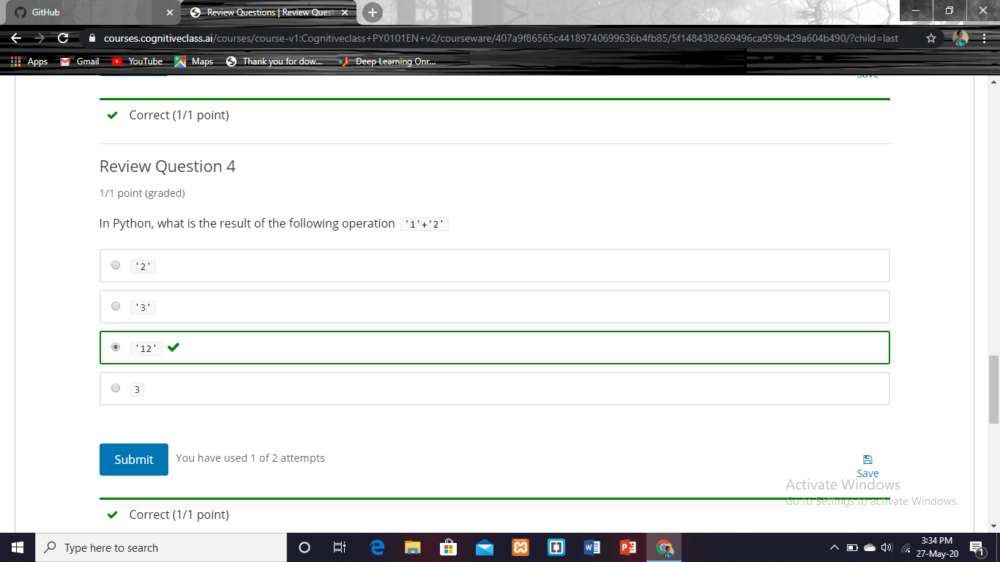 GitHub
Review Questions | Review Ques
courses.cognitiveclass.ai/courses/course-v1:Cognitiveclass+PY0101EN+v2/courseware/407a9f86565c44189740699636b4fb85/5f1484382669496ca959b429a604b490/?child=last
Apps Gmail YouTube Maps Thank you for dow... Deep Learning Onr...
Save
Correct (1/1 point)
Review Question 4
1/1 point (graded)
In Python, what is the result of the following operation '1'+'2'
'2'
'3'
'12'
3
Submit You have used 1 of 2 attempts
Save
Activate Windows
Go to Settings to activate Windows.
Correct (1/1 point)
Type here to search
3:34 PM
27-May-20
1